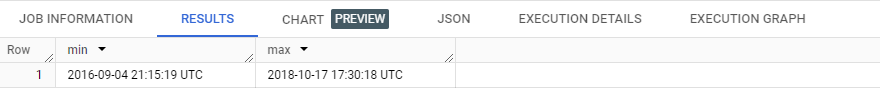 JOB INFORMATION RESULTS CHART PREVIEW JSON EXECUTION DETAILS EXECUTION GRAPH
Row min max
1 2016-09-04 21:15:19 UTC 2018-10-17 17:30:18 UTC